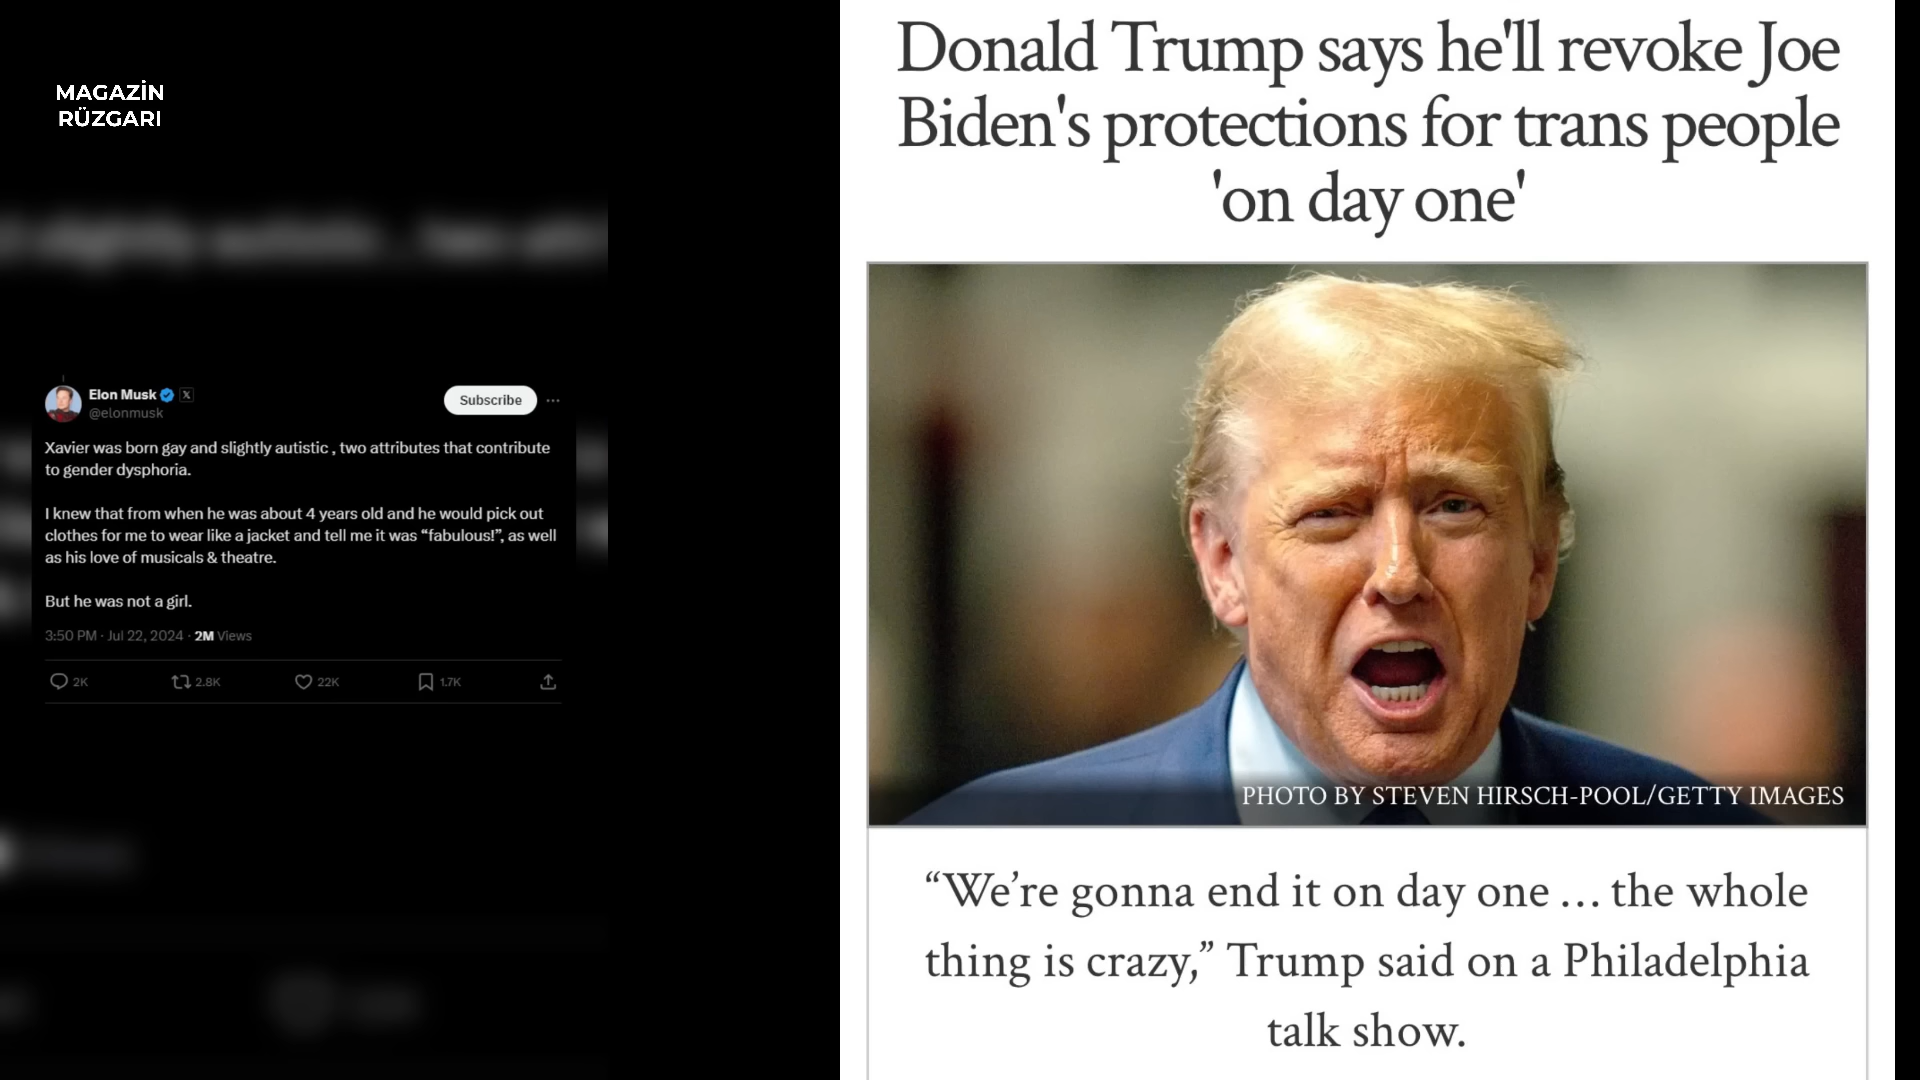 MAGAZİN
RÜZGARI
Elon Musk
@elonmusk
Subscribe
Xavier was born gay and slightly autistic , two attributes that contribute
to gender dysphoria.
I knew that from when he was about 4 years old and he would pick out
clothes for me to wear like a jacket and tell me it was “fabulous!”, as well
as his love of musicals & theatre.
But he was not a girl.
3:50 PM · Jul 22, 2024 · 2M Views
2K 2.8K 22K 1.7K
Donald Trump says he'll revoke Joe
Biden's protections for trans people
'on day one'
PHOTO BY STEVEN HIRSCH-POOL/GETTY IMAGES
“We’re gonna end it on day one … the whole
thing is crazy,” Trump said on a Philadelphia
talk show.